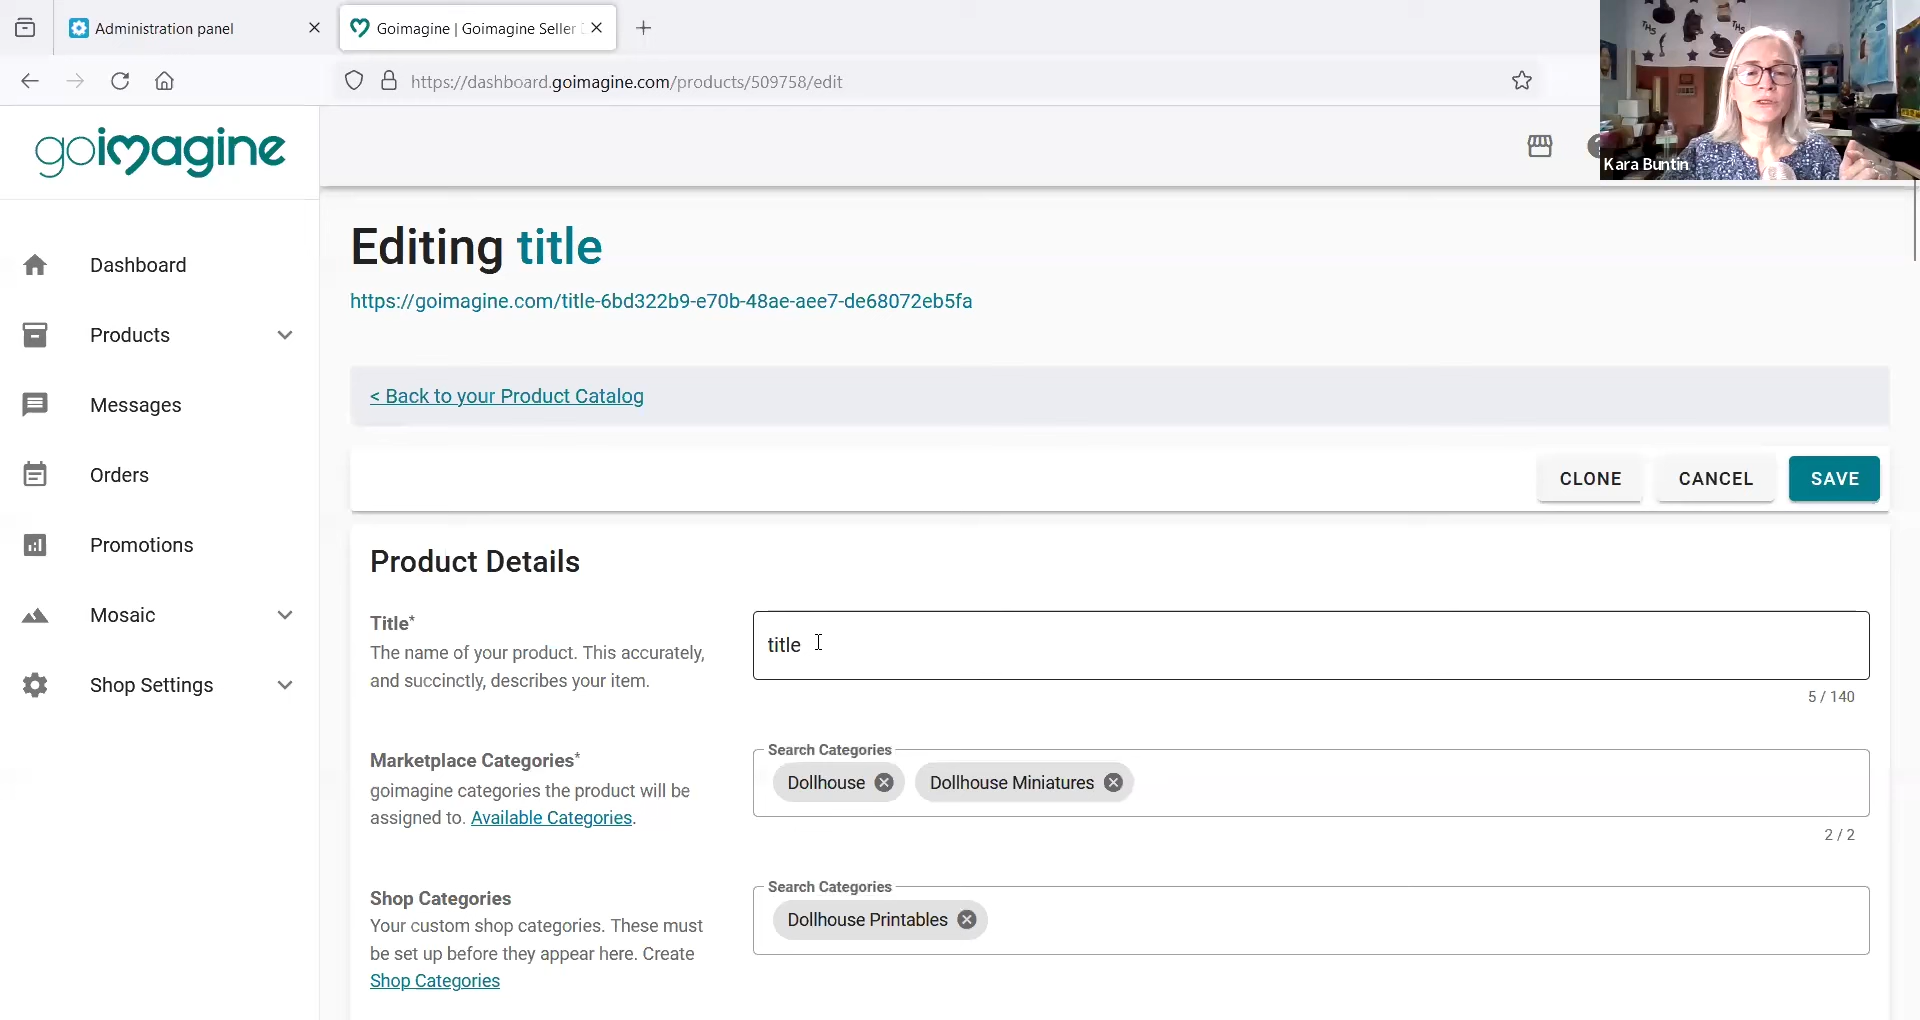 Administration panel
Goimagine | Goimagine Seller
https://dashboard.goimagine.com/products/509758/edit
Kara Buntin
goimagine
Dashboard
Products
Messages
Orders
Promotions
Mosaic
Shop Settings
Editing title
https://goimagine.com/title-6bd322b9-e70b-48ae-aee7-de68072eb5fa
< Back to your Product Catalog
CLONE CANCEL SAVE
Product Details
Title*
The name of your product. This accurately,
and succinctly, describes your item.
title
5 / 140
Marketplace Categories*
goimagine categories the product will be
assigned to. Available Categories.
Search Categories
Dollhouse Dollhouse Miniatures
2 / 2
Shop Categories
Your custom shop categories. These must
be set up before they appear here. Create
Shop Categories
Search Categories
Dollhouse Printables